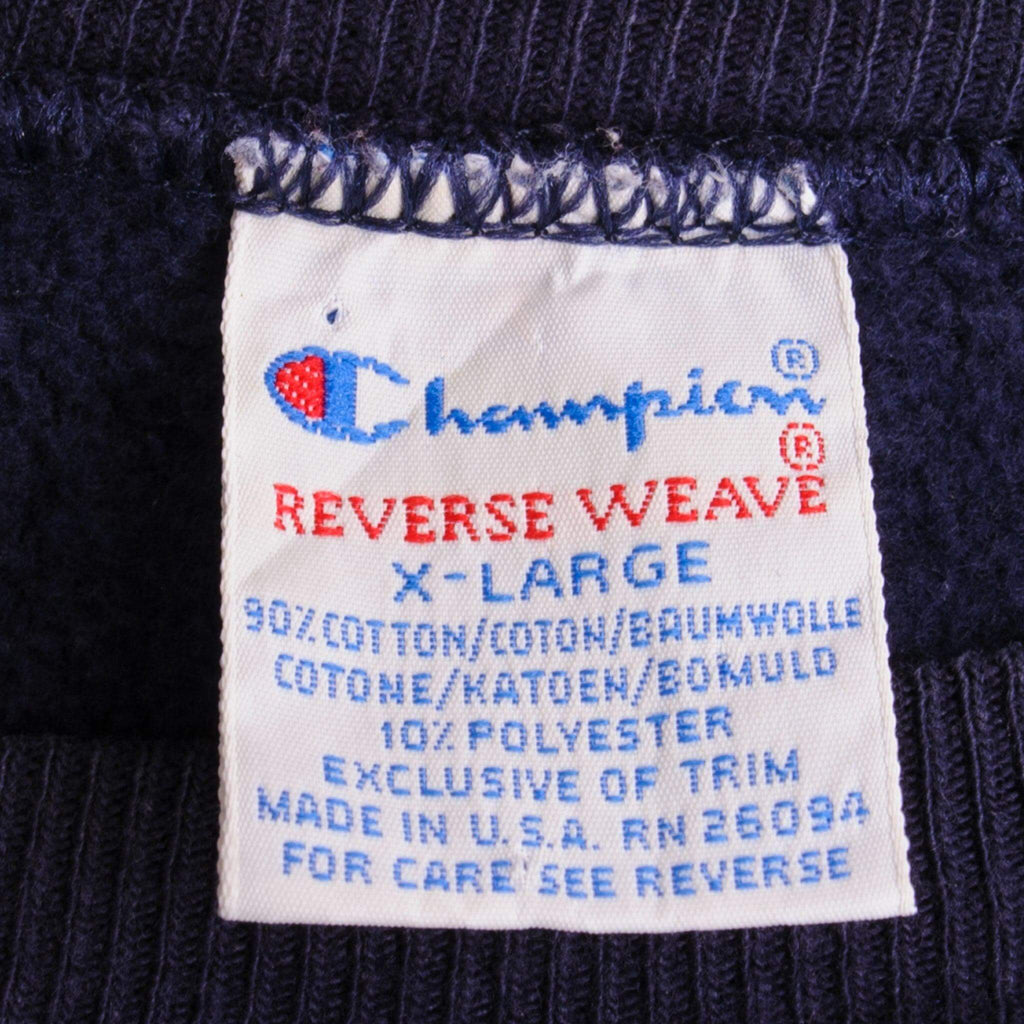 Champion®
REVERSE WEAVE®
X-LARGE
90% COTTON/COTON/BAUMWOLLE
COTONE/KATOEN/BOMULD
10% POLYESTER
EXCLUSIVE OF TRIM
MADE IN U.S.A. RN 26094
FOR CARE SEE REVERSE